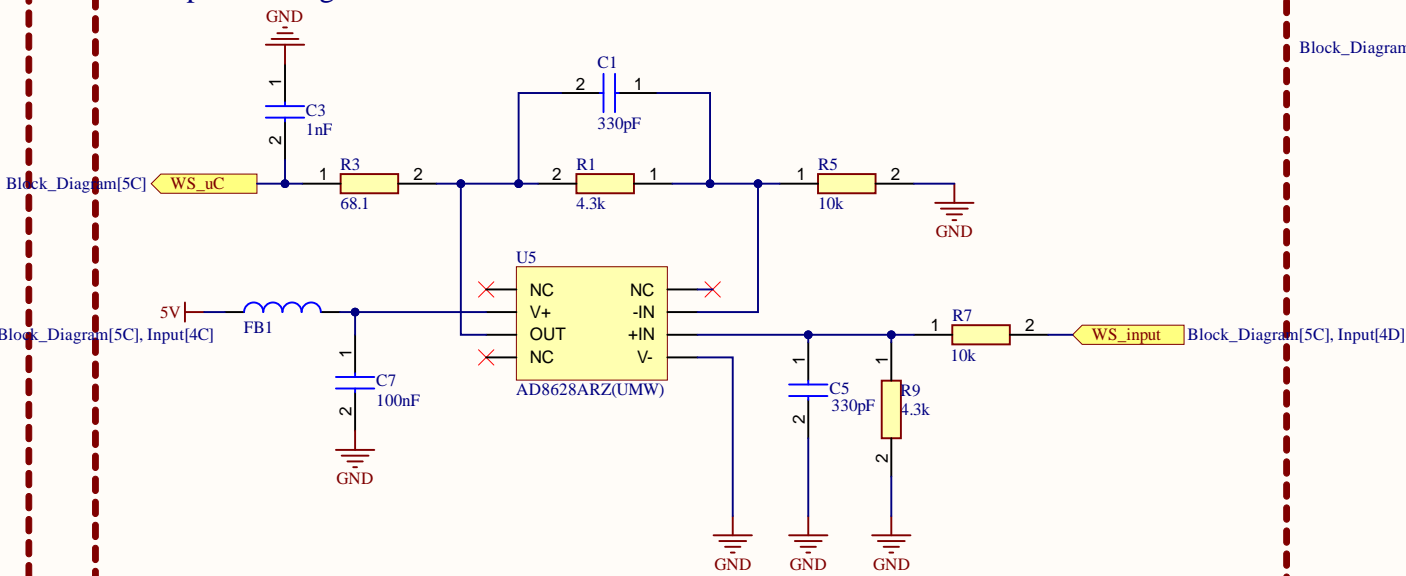 GND
Block_Diagram
C1
2
1
330pF
1
C3
1nF
2
Block_Diagram[5C]
WS_uC
1
R3
2
68.1
2
R1
1
4.3k
1
R5
2
10k
GND
U5
NC
NC
V+
-IN
OUT
+IN
NC
V-
AD8628ARZ(UMW)
5V
FB1
Block_Diagram[5C], Input[4C]
1
C7
100nF
2
GND
1
R7
2
10k
WS_input
Block_Diagram[5C], Input[4D]
1
C5
330pF
2
1
R9
4.3k
2
GND
GND
GND